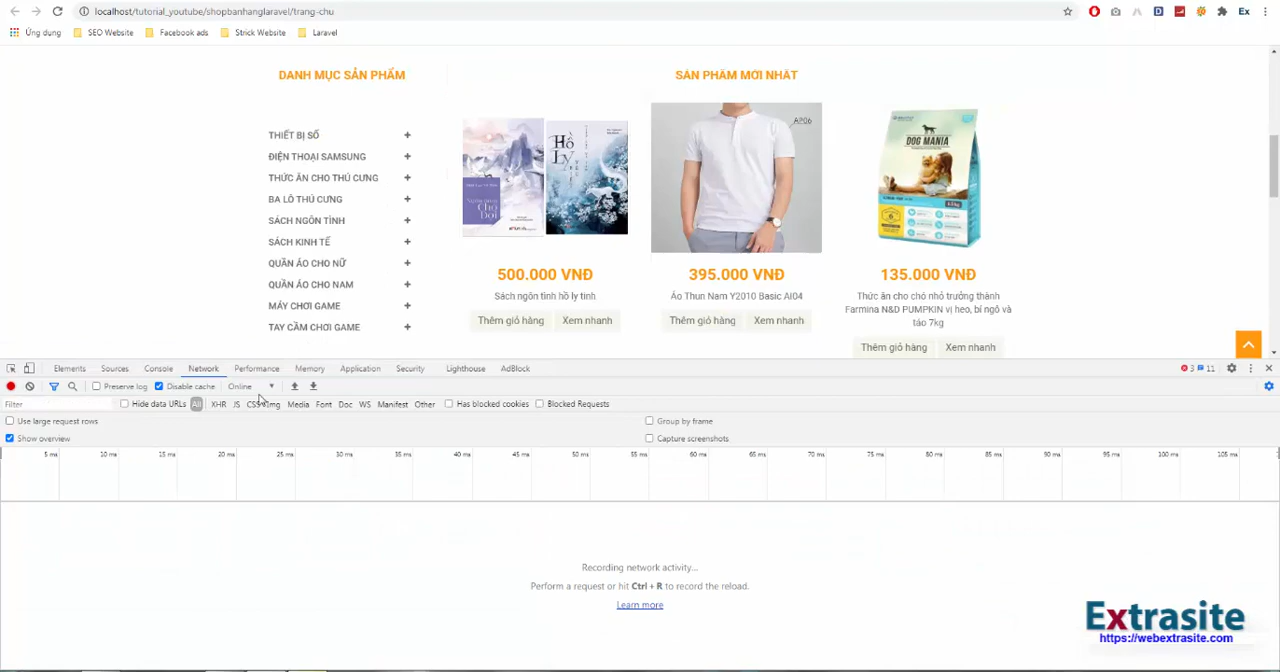 localhost/tutorial_youtube/shopbanhanglaravel/trang-chu
Ex
Ứng dụng SEO Website Facebook ads Strick Website Laravel
DANH MỤC SẢN PHẨM
SẢN PHẨM MỚI NHẤT
THIẾT BỊ SỐ +
ĐIỆN THOẠI SAMSUNG +
THỨC ĂN CHO THÚ CƯNG +
BA LÔ THÚ CƯNG +
SÁCH NGÔN TÌNH +
SÁCH KINH TẾ +
QUẦN ÁO CHO NỮ +
QUẦN ÁO CHO NAM +
MÁY CHƠI GAME +
TAY CẦM CHƠI GAME +
Hồ
Ly
AP06
DOG MANIA
500.000 VNĐ
Sách ngôn tình hồ ly tinh
Thêm giỏ hàng Xem nhanh
395.000 VNĐ
Áo Thun Nam Y2010 Basic AI04
Thêm giỏ hàng Xem nhanh
135.000 VNĐ
Thức ăn cho chó nhỏ trưởng thành
Farmina N&D PUMPKIN vị heo, bí ngô và
táo 7kg
Thêm giỏ hàng Xem nhanh
Elements Sources Console Network Performance Memory Application Security Lighthouse AdBlock 3 11
Preserve log Disable cache Online
Filter Hide data URLs All XHR JS CSS Img Media Font Doc WS Manifest Other Has blocked cookies Blocked Requests
Use large request rows Group by frame
Show overview Capture screenshots
5 ms 10 ms 15 ms 20 ms 25 ms 30 ms 35 ms 40 ms 45 ms 50 ms 55 ms 60 ms 65 ms 70 ms 75 ms 80 ms 85 ms 90 ms 95 ms 100 ms 105 ms
Recording network activity...
Perform a request or hit Ctrl + R to record the reload.
Learn more
Extrasite
https://webextrasite.com